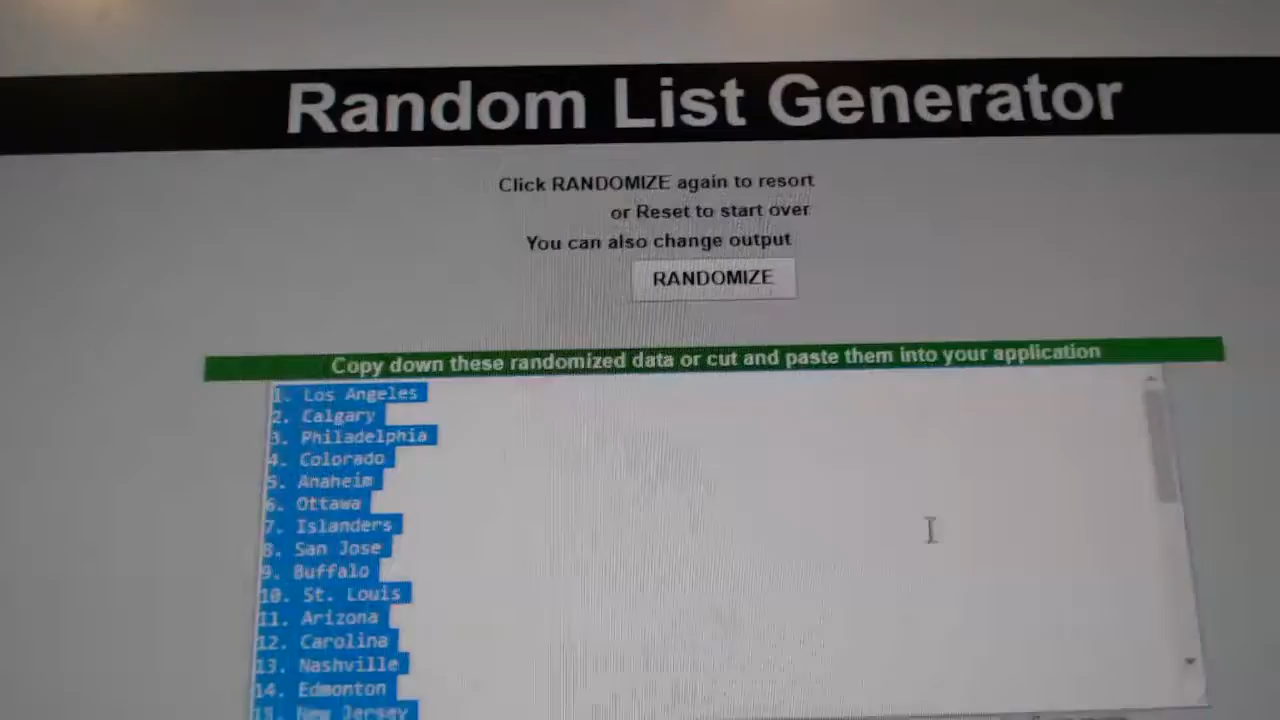 Random List Generator
Click RANDOMIZE again to resort
or Reset to start over
You can also change output
RANDOMIZE
Copy down these randomized data or cut and paste them into your application
1. Los Angeles
2. Calgary
3. Philadelphia
4. Colorado
5. Anaheim
6. Ottawa
7. Islanders
8. San Jose
9. Buffalo
10. St. Louis
11. Arizona
12. Carolina
13. Nashville
14. Edmonton
15. New Jersey